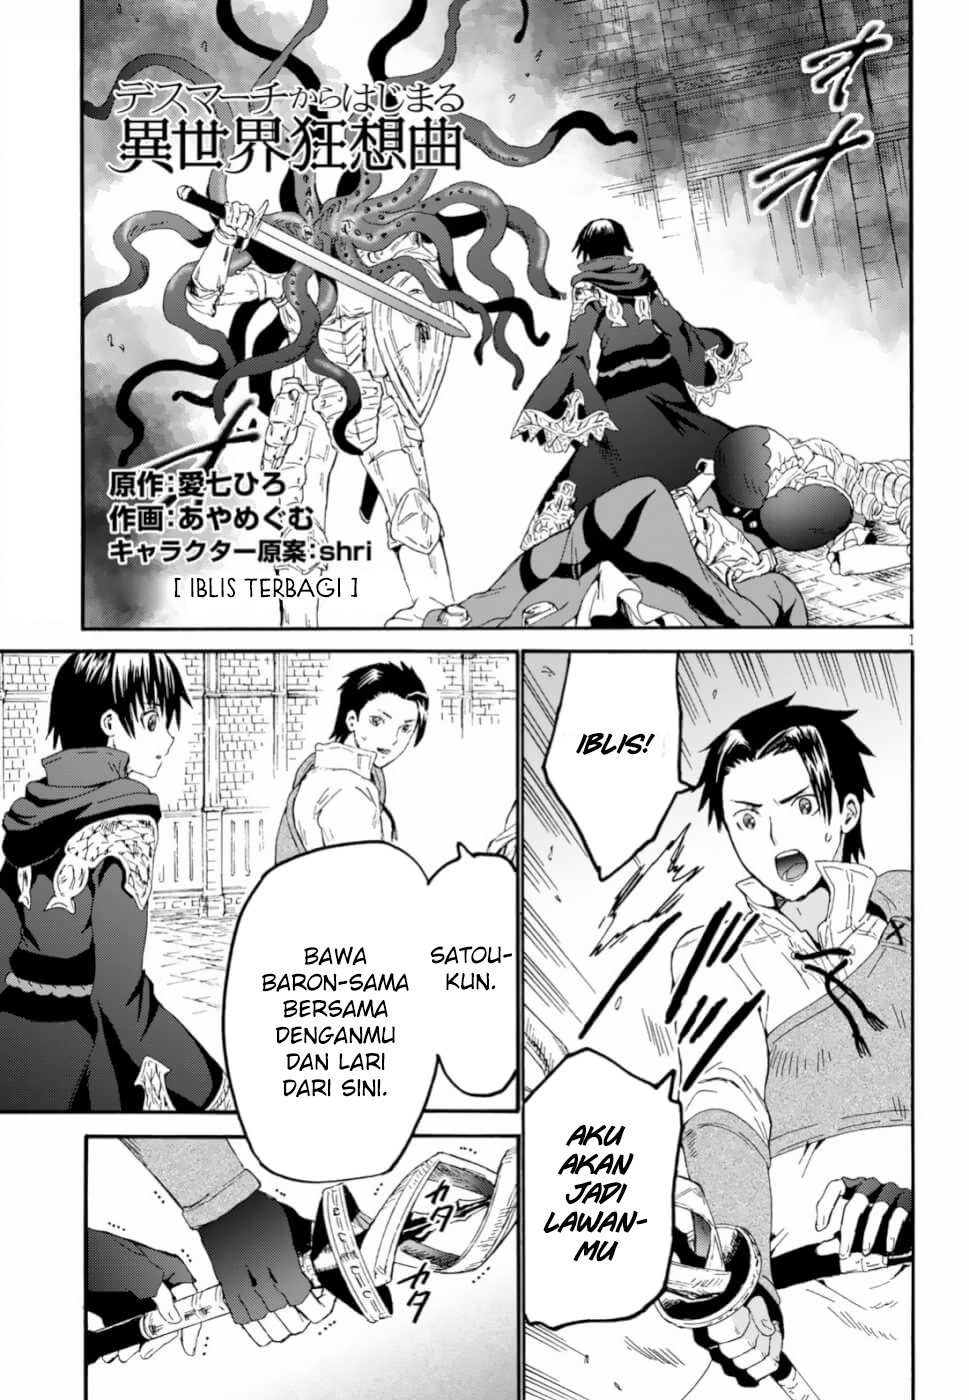 デスマーチからはじまる
異世界狂想曲
原作:愛七ひろ
作画:あやめぐむ
キャラクター原案:shri
[ IBLIS TERBAGI ]
1
IBLIS!
AKU
AKAN
JADI
LAWAN-
MU
SATOU-
KUN.
BAWA
BARON-SAMA
BERSAMA
DENGANMU
DAN LARI
DARI SINI.
カタ
カタ